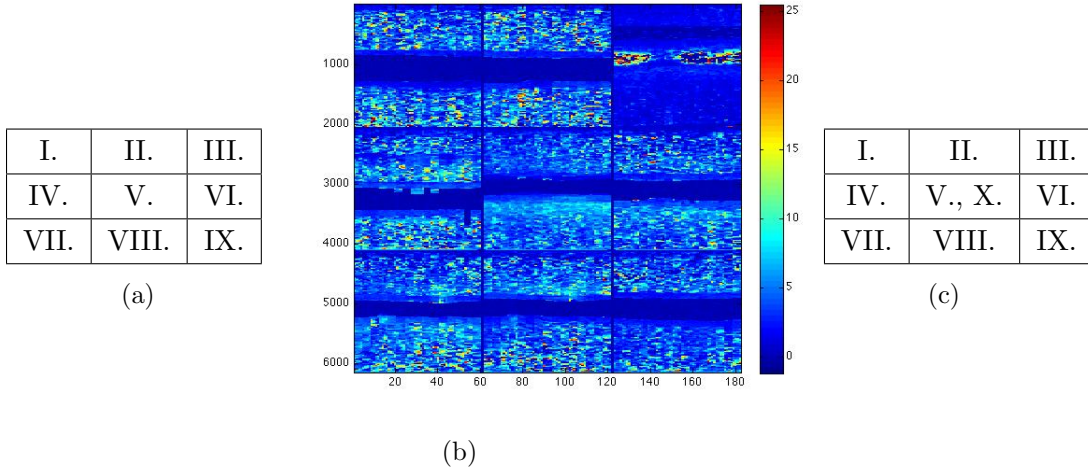 I. II. III.
IV. V. VI.
VII. VIII. IX.
(a)
1000
2000
3000
4000
5000
6000
20 40 60 80 100 120 140 160 180
25
20
15
10
5
0
(b)
I. II. III.
IV. V., X. VI.
VII. VIII. IX.
(c)